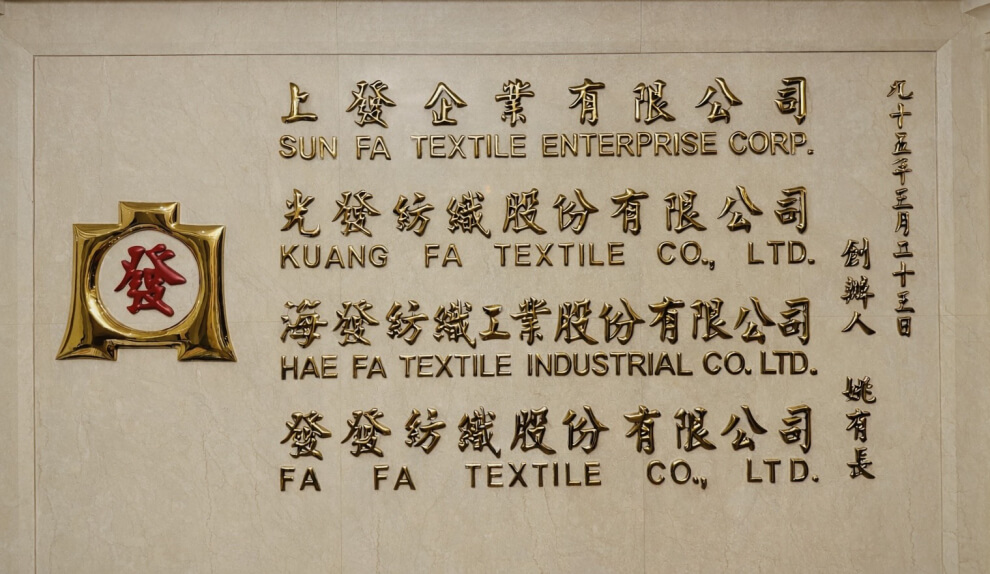 發
上發企業有限公司
SUN FA TEXTILE ENTERPRISE CORP.
光發紡織股份有限公司
KUANG FA TEXTILE CO., LTD.
海發紡織工業股份有限公司
HAE FA TEXTILE INDUSTRIAL CO. LTD.
發發紡織股份有限公司
FA FA TEXTILE CO., LTD.
九十五年三月二十三日
創辦人 姚有長